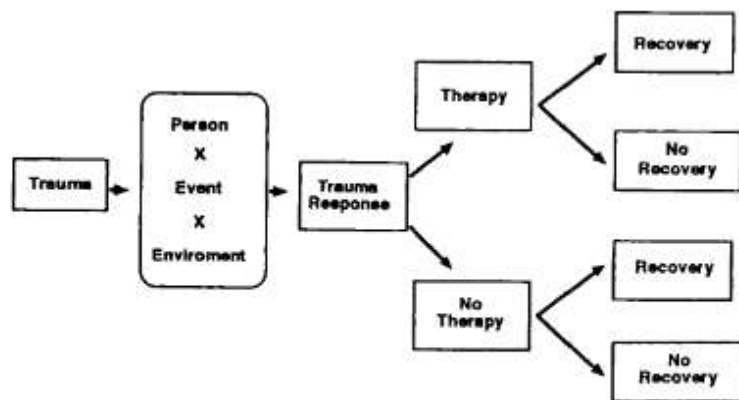 Trauma
Person
X
Event
X
Enviroment
Trauma
Response
Therapy
No
Therapy
Recovery
No
Recovery
Recovery
No
Recovery